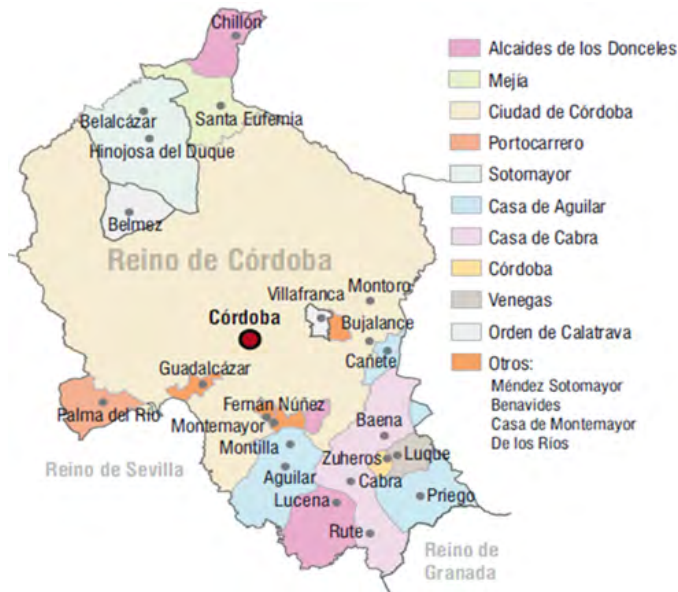 Chillón
Belalcázar
Santa Eufemia
Hinojosa del Duque
Belmez
Reino de Córdoba
Villafranca
Montoro
Córdoba
Bujalance
Guadalcázar
Cañete
Palma del Río
Fernán Núñez
Montemayor
Baena
Montilla
Zuheros
Luque
Reino de Sevilla
Aguilar
Cabra
Priego
Lucena
Rute
Reino de
Granada
Alcaides de los Donceles
Mejía
Ciudad de Córdoba
Portocarrero
Sotomayor
Casa de Aguilar
Casa de Cabra
Córdoba
Venegas
Orden de Calatrava
Otros:
Méndez Sotomayor
Benavides
Casa de Montemayor
De los Ríos